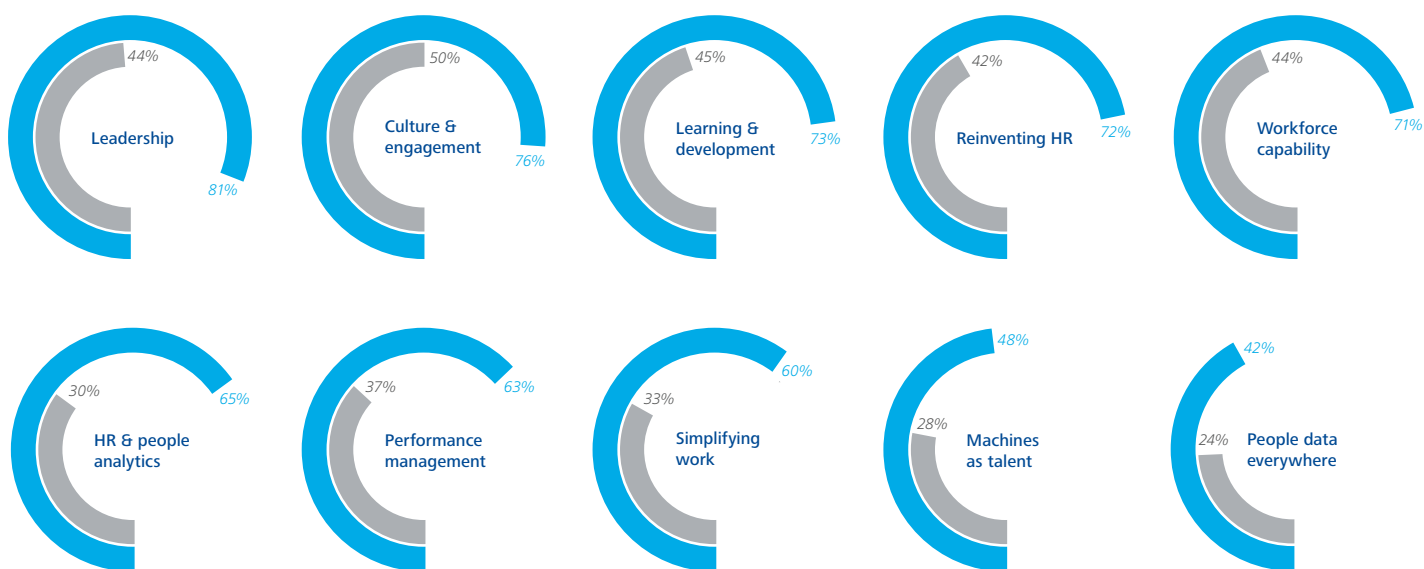 44%
Leadership
81%
50%
Culture &
engagement
76%
45%
Learning &
development
73%
42%
Reinventing HR
72%
44%
Workforce
capability
71%
30%
HR & people
analytics
65%
37%
Performance
management
63%
33%
Simplifying
work
60%
48%
28%
Machines
as talent
42%
24%
People data
everywhere